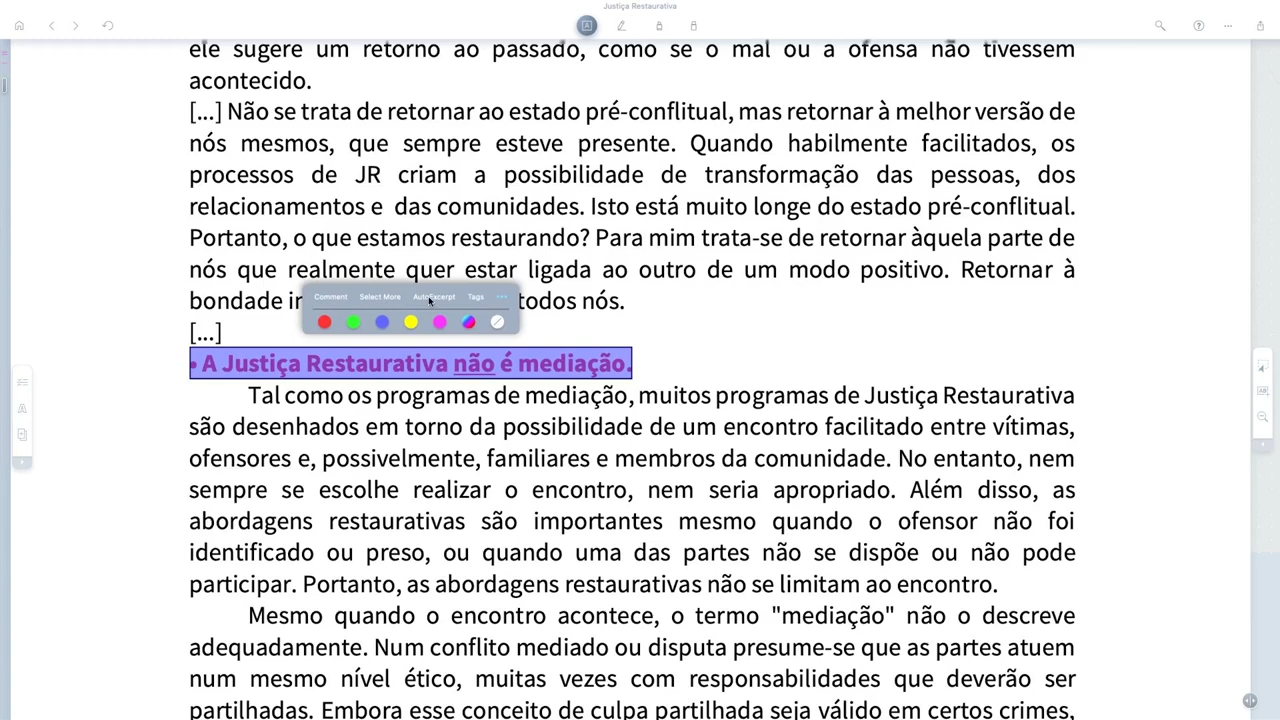 Justiça Restaurativa
ele sugere um retorno ao passado, como se o mal ou a ofensa não tivessem
acontecido.
[...] Não se trata de retornar ao estado pré-conflitual, mas retornar à melhor versão de
nós mesmos, que sempre esteve presente. Quando habilmente facilitados, os
processos de JR criam a possibilidade de transformação das pessoas, dos
relacionamentos e das comunidades. Isto está muito longe do estado pré-conflitual.
Portanto, o que estamos restaurando? Para mim trata-se de retornar àquela parte de
nós que realmente quer estar ligada ao outro de um modo positivo. Retornar à
Comment Select More AutoExcerpt Tags
bondade todos nós.
[...]
• A Justiça Restaurativa não é mediação.
Tal como os programas de mediação, muitos programas de Justiça Restaurativa
são desenhados em torno da possibilidade de um encontro facilitado entre vítimas,
ofensores e, possivelmente, familiares e membros da comunidade. No entanto, nem
sempre se escolhe realizar o encontro, nem seria apropriado. Além disso, as
abordagens restaurativas são importantes mesmo quando o ofensor não foi
identificado ou preso, ou quando uma das partes não se dispõe ou não pode
participar. Portanto, as abordagens restaurativas não se limitam ao encontro.
Mesmo quando o encontro acontece, o termo "mediação" não o descreve
adequadamente. Num conflito mediado ou disputa presume-se que as partes atuem
num mesmo nível ético, muitas vezes com responsabilidades que deverão ser
partilhadas. Embora esse conceito de culpa partilhada seja válido em certos crimes,